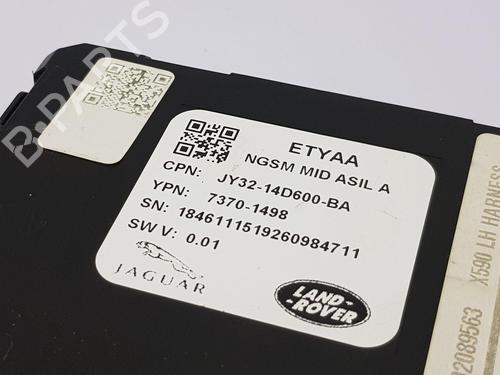 B-PARTS
ETYAA
NGSM MID ASIL A
CPN: JY32-14D600-BA
YPN: 7370-1498
SN: 1846111519260984711
SW V: 0.01
JAGUAR
LAND-
ROVER
X590 LH HARNESS